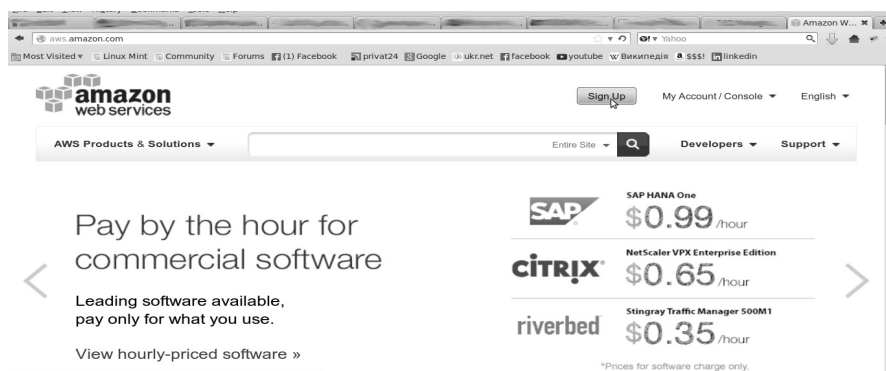 Amazon W...
aws.amazon.com
Yahoo
Most Visited Linux Mint Community Forums (1) Facebook privat24 Google ukr.net facebook youtube Википедія $$$! linkedin
amazon
web services
Sign Up My Account / Console English
AWS Products & Solutions Entire Site Developers Support
Pay by the hour for
commercial software
Leading software available,
pay only for what you use.
View hourly-priced software »
SAP
SAP HANA One
$0.99 /hour
CITRIX
NetScaler VPX Enterprise Edition
$0.65 /hour
riverbed
Stingray Traffic Manager 500M1
$0.35 /hour
*Prices for software charge only.